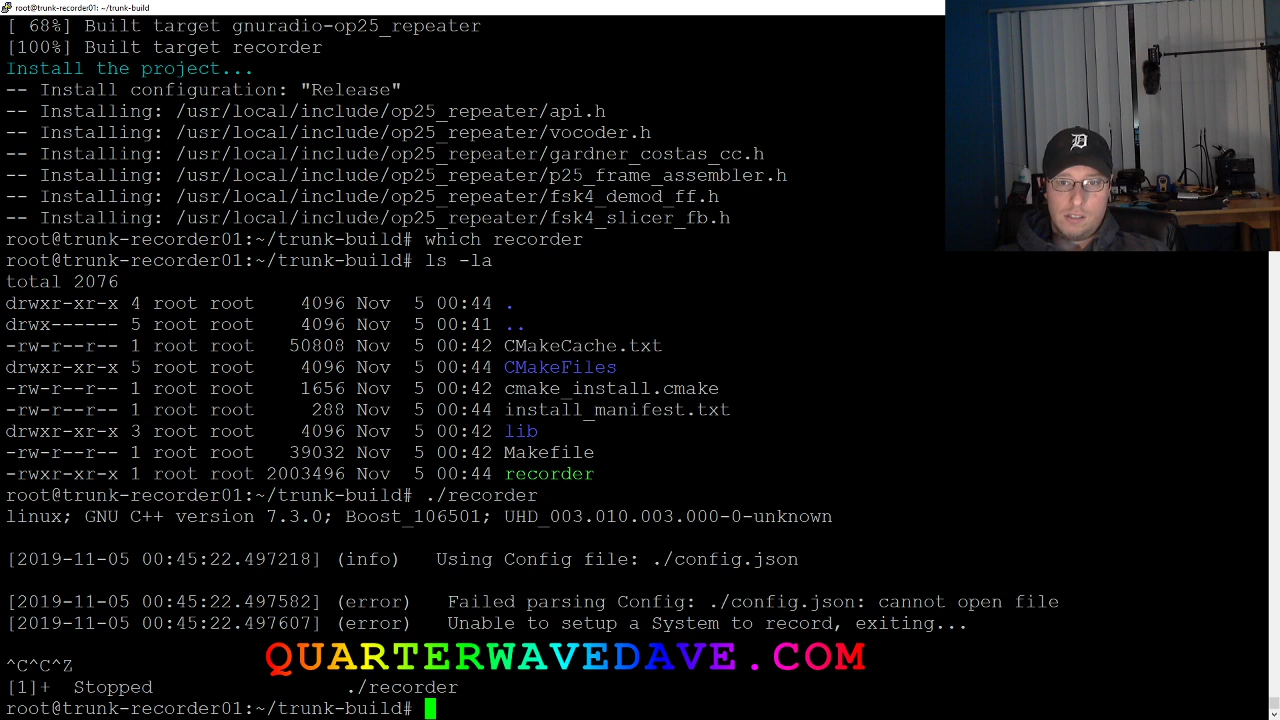 root@trunk-recorder01: ~/trunk-build
[ 68%] Built target gnuradio-op25_repeater
[100%] Built target recorder
Install the project...
-- Install configuration: "Release"
-- Installing: /usr/local/include/op25_repeater/api.h
-- Installing: /usr/local/include/op25_repeater/vocoder.h
-- Installing: /usr/local/include/op25_repeater/gardner_costas_cc.h
-- Installing: /usr/local/include/op25_repeater/p25_frame_assembler.h
-- Installing: /usr/local/include/op25_repeater/fsk4_demod_ff.h
-- Installing: /usr/local/include/op25_repeater/fsk4_slicer_fb.h
root@trunk-recorder01:~/trunk-build# which recorder
root@trunk-recorder01:~/trunk-build# ls -la
total 2076
drwxr-xr-x 4 root root    4096 Nov  5 00:44 .
drwx------ 5 root root    4096 Nov  5 00:41 ..
-rw-r--r-- 1 root root   50808 Nov  5 00:42 CMakeCache.txt
drwxr-xr-x 5 root root    4096 Nov  5 00:44 CMakeFiles
-rw-r--r-- 1 root root    1656 Nov  5 00:42 cmake_install.cmake
-rw-r--r-- 1 root root     288 Nov  5 00:44 install_manifest.txt
drwxr-xr-x 3 root root    4096 Nov  5 00:42 lib
-rw-r--r-- 1 root root   39032 Nov  5 00:42 Makefile
-rwxr-xr-x 1 root root 2003496 Nov  5 00:44 recorder
root@trunk-recorder01:~/trunk-build# ./recorder
linux; GNU C++ version 7.3.0; Boost_106501; UHD_003.010.003.000-0-unknown
[2019-11-05 00:45:22.497218] (info)   Using Config file: ./config.json
[2019-11-05 00:45:22.497582] (error)   Failed parsing Config: ./config.json: cannot open file
[2019-11-05 00:45:22.497607] (error)   Unable to setup a System to record, exiting...
QUARTERWAVEDAVE.COM
^C^C^Z
[1]+  Stopped                 ./recorder
root@trunk-recorder01:~/trunk-build#
D